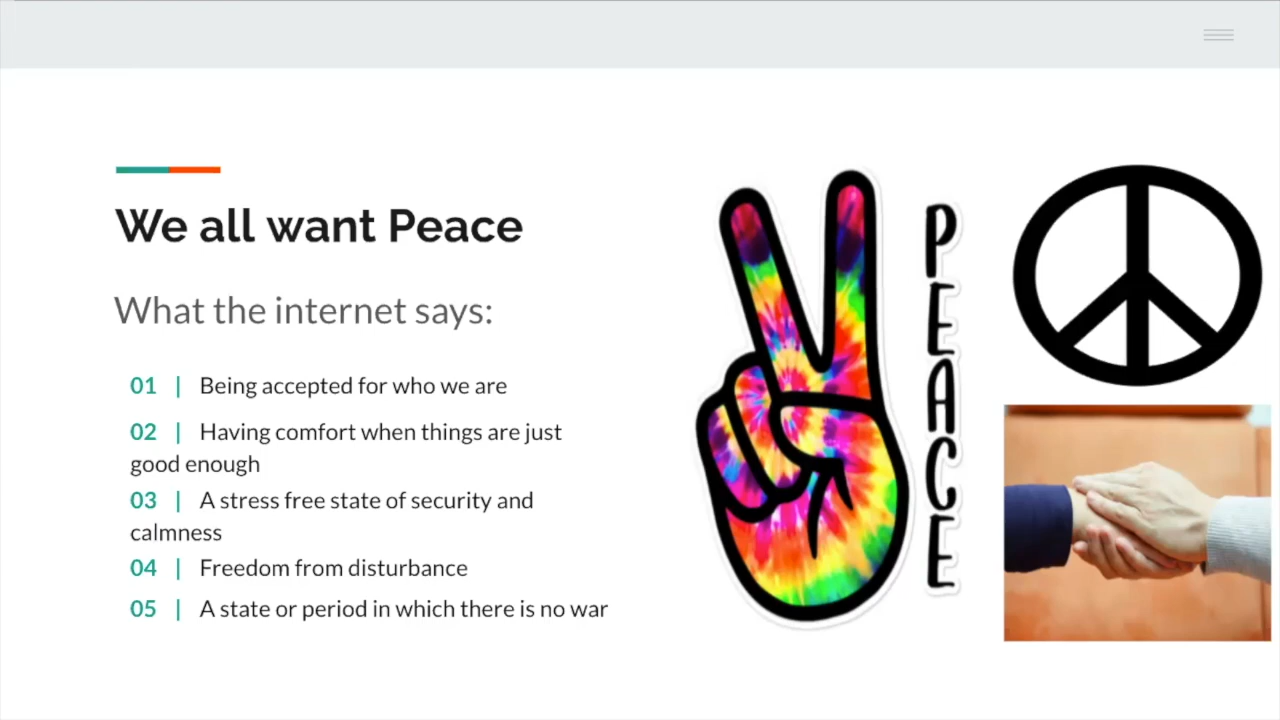 We all want Peace
What the internet says:
01 | Being accepted for who we are
02 | Having comfort when things are just
good enough
03 | A stress free state of security and
calmness
04 | Freedom from disturbance
05 | A state or period in which there is no war
PEACE